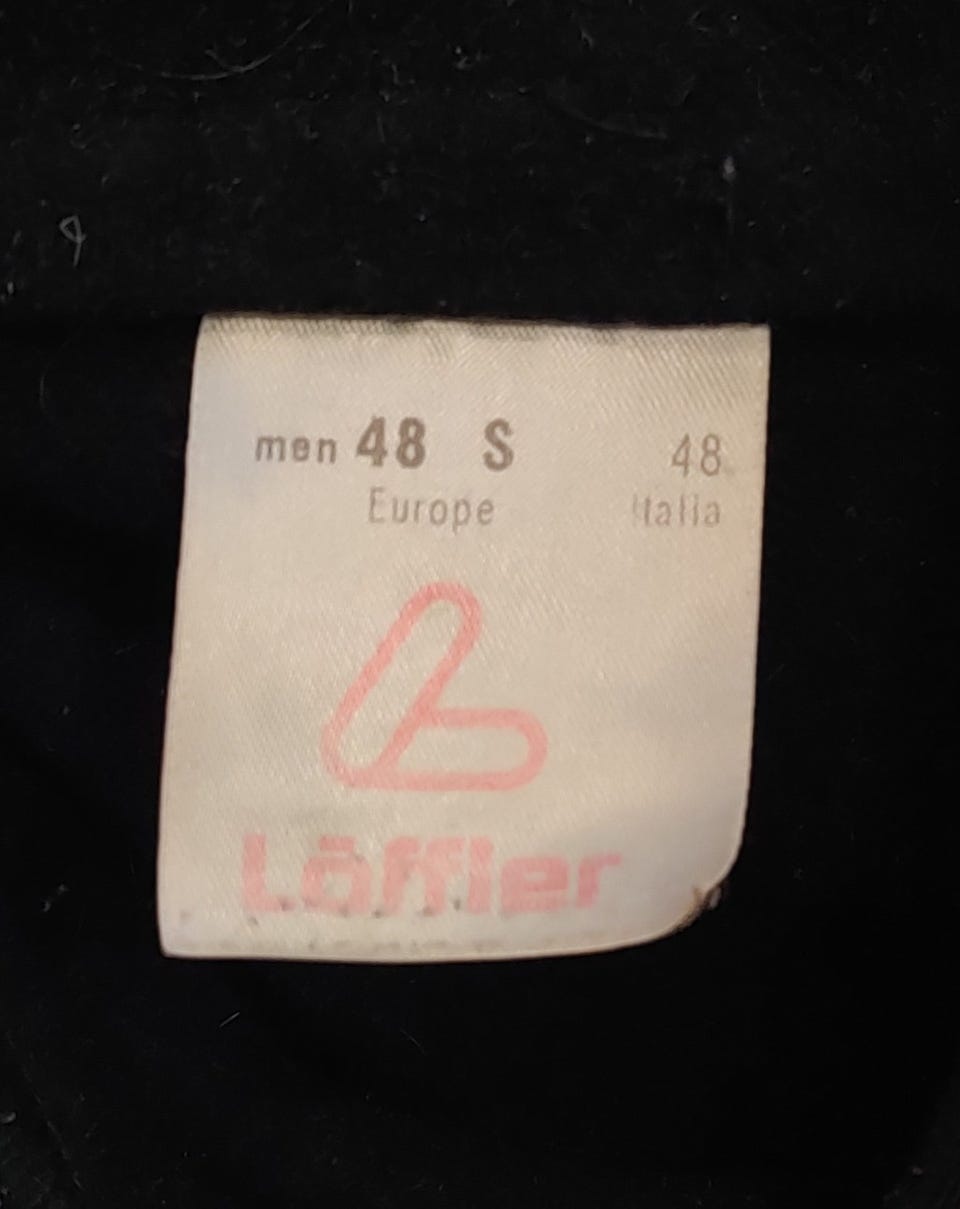 men 48 S 48
Europe Italia
Löffler